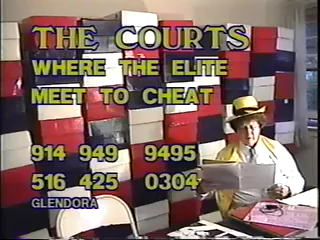 THE COURTS
WHERE THE ELITE
MEET TO CHEAT
914 949 9495
516 425 0304
GLENDORA